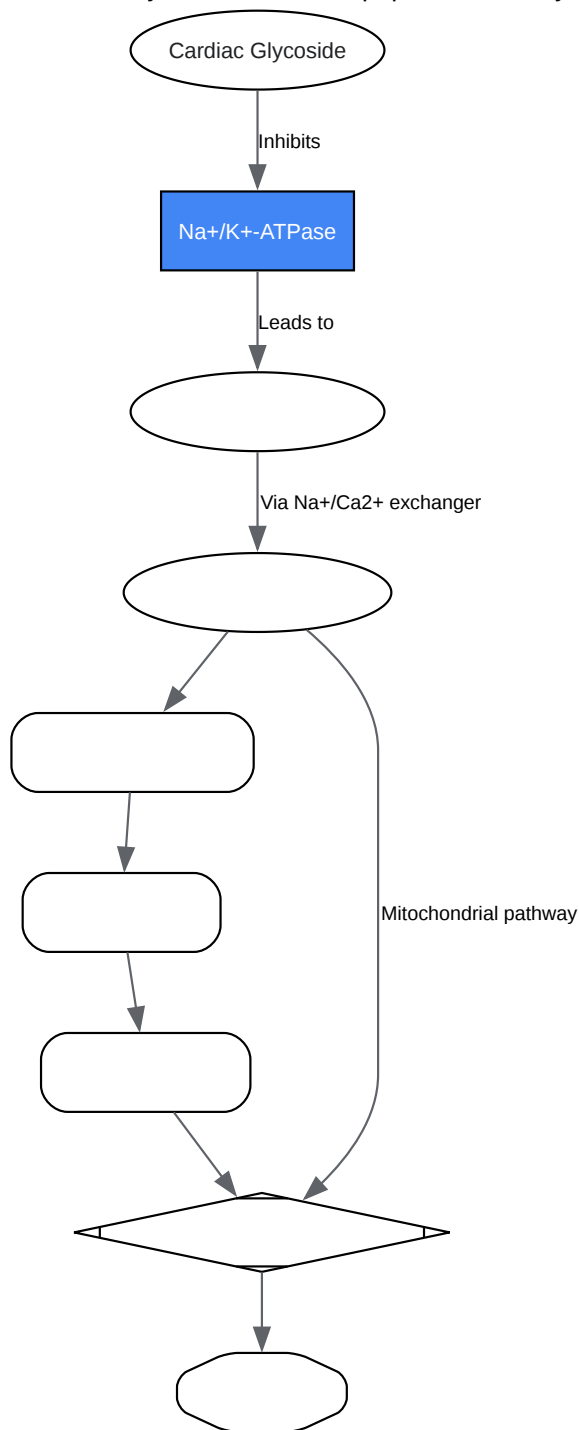 Cardiac Glycoside
Inhibits
Na+/K+-ATPase
Leads to
Via Na+/Ca2+ exchanger
Mitochondrial pathway